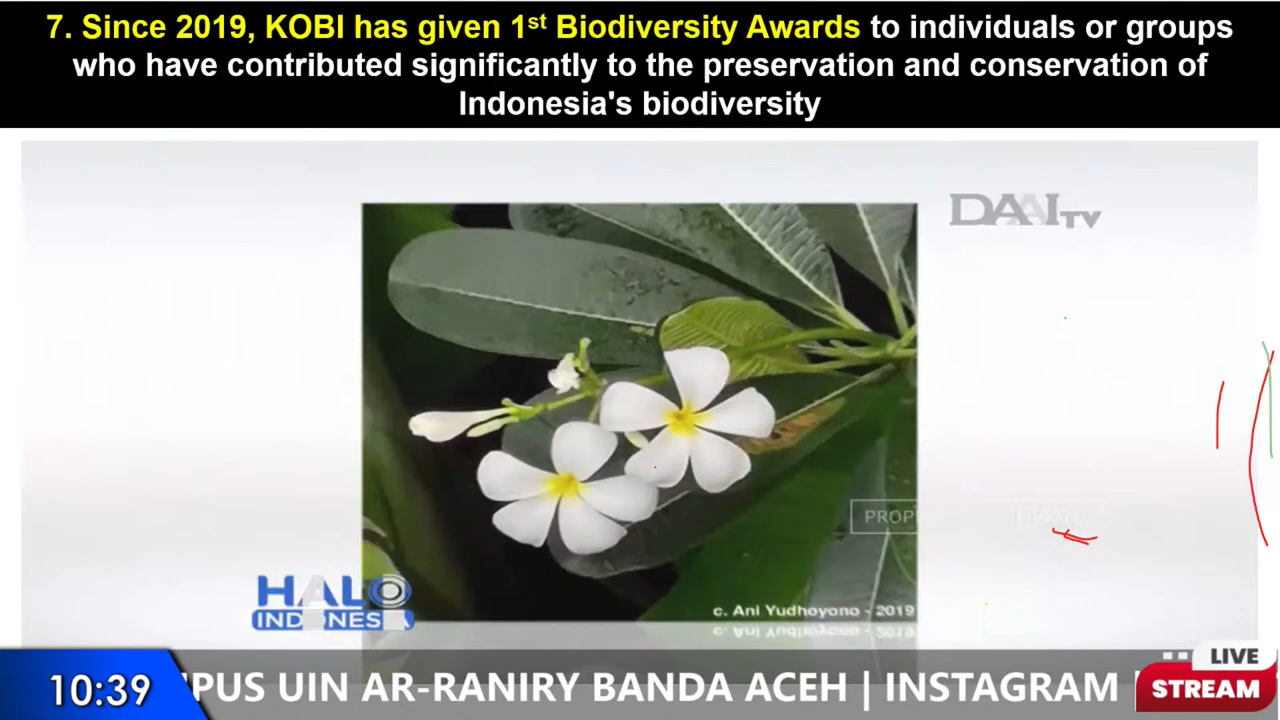 7. Since 2019, KOBI has given 1st Biodiversity Awards to individuals or groups
who have contributed significantly to the preservation and conservation of
Indonesia's biodiversity
DAAI TV
PROP
HALO
INDONESIA
c. Ani Yudhoyono - 2019
10:39
IPUS UIN AR-RANIRY BANDA ACEH | INSTAGRAM
LIVE
STREAM